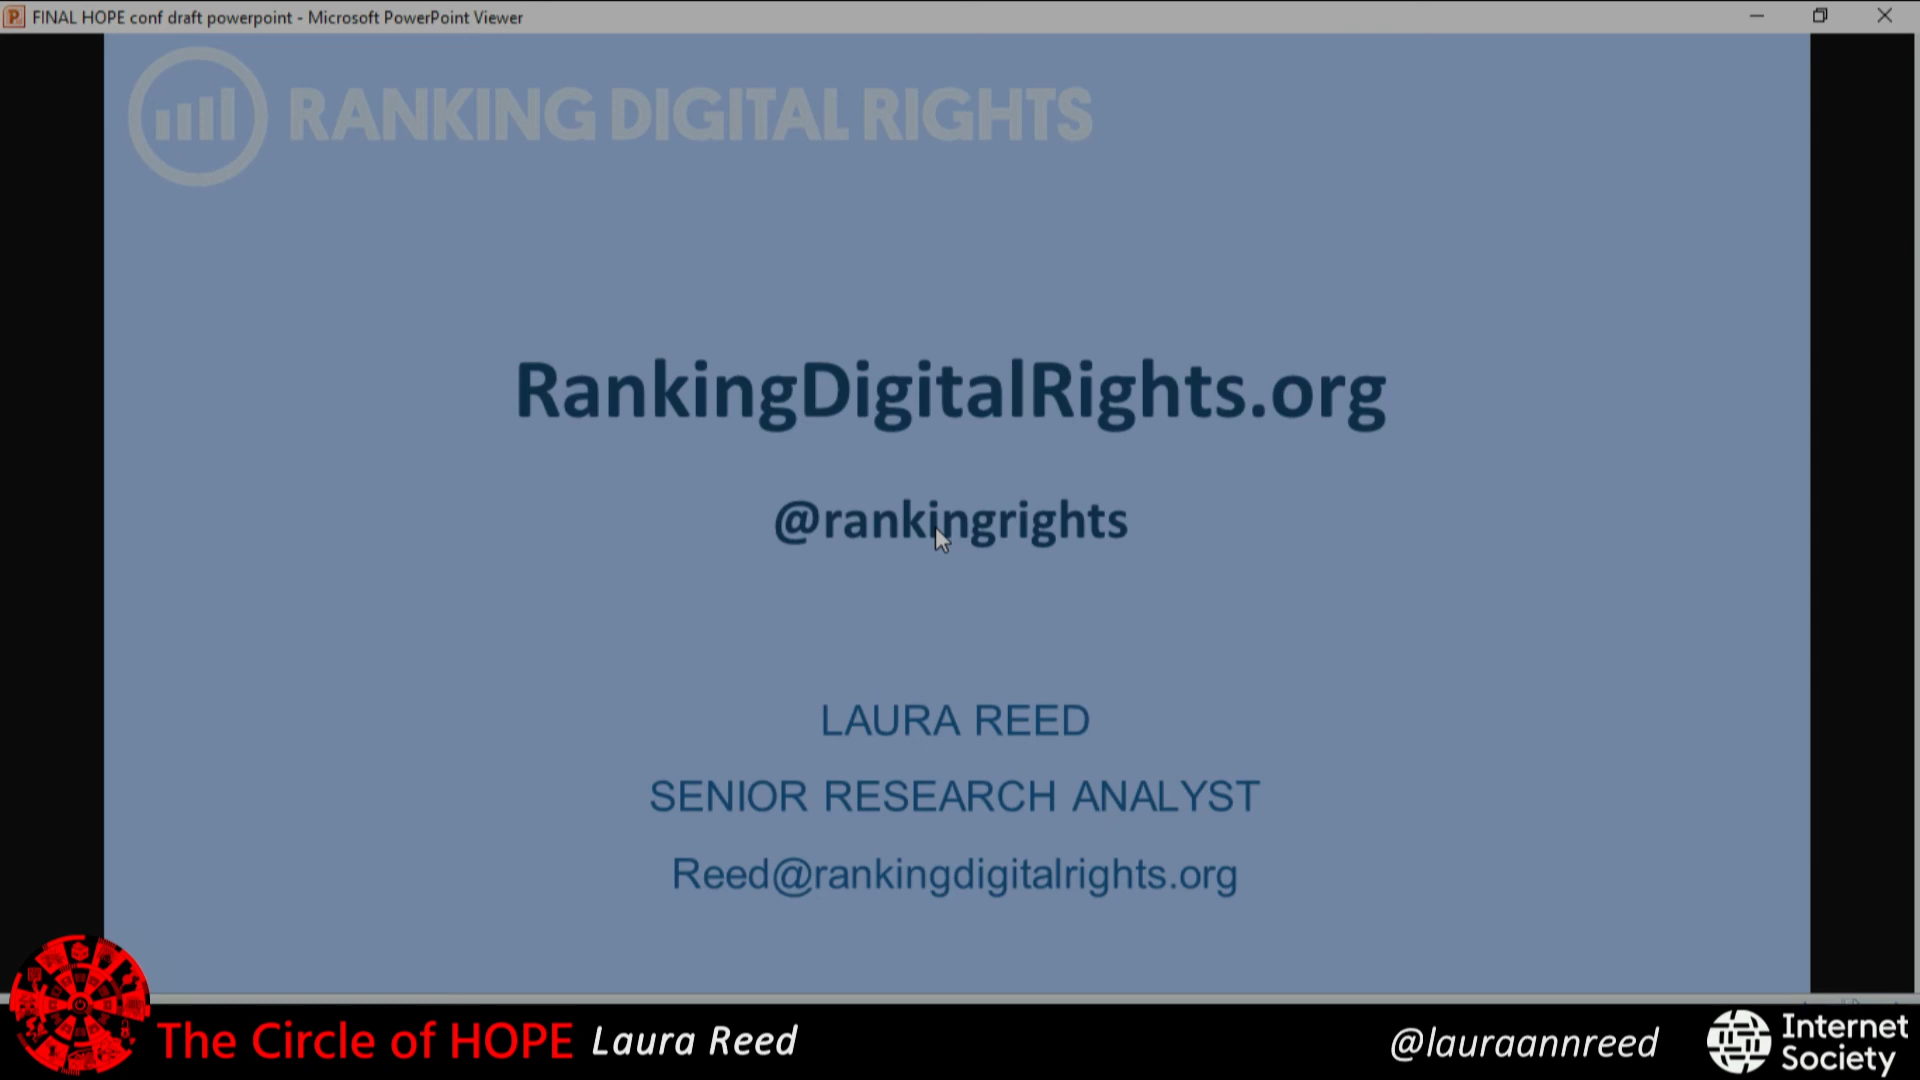 FINAL HOPE conf draft powerpoint - Microsoft PowerPoint Viewer
RANKING DIGITAL RIGHTS
RankingDigitalRights.org
@rankingrights
LAURA REED
SENIOR RESEARCH ANALYST
Reed@rankingdigitalrights.org
The Circle of HOPE Laura Reed
@lauraannreed
Internet
Society